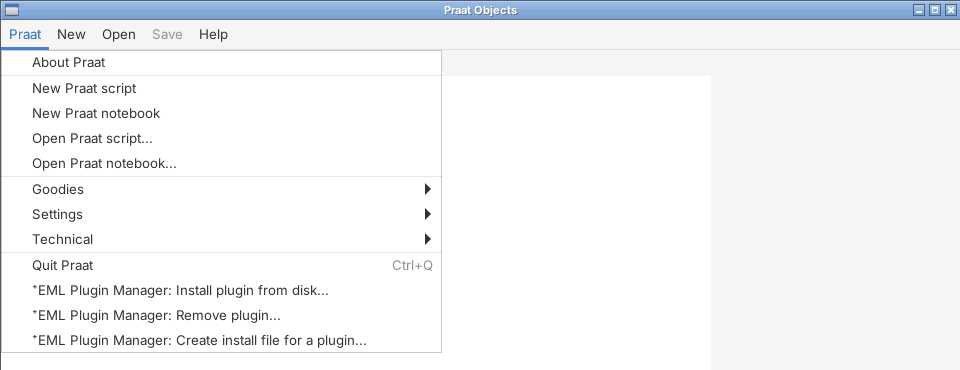 Praat Objects
Praat New Open Save Help
About Praat
New Praat script
New Praat notebook
Open Praat script...
Open Praat notebook...
Goodies
Settings
Technical
Quit Praat Ctrl+Q
*EML Plugin Manager: Install plugin from disk...
*EML Plugin Manager: Remove plugin...
*EML Plugin Manager: Create install file for a plugin...